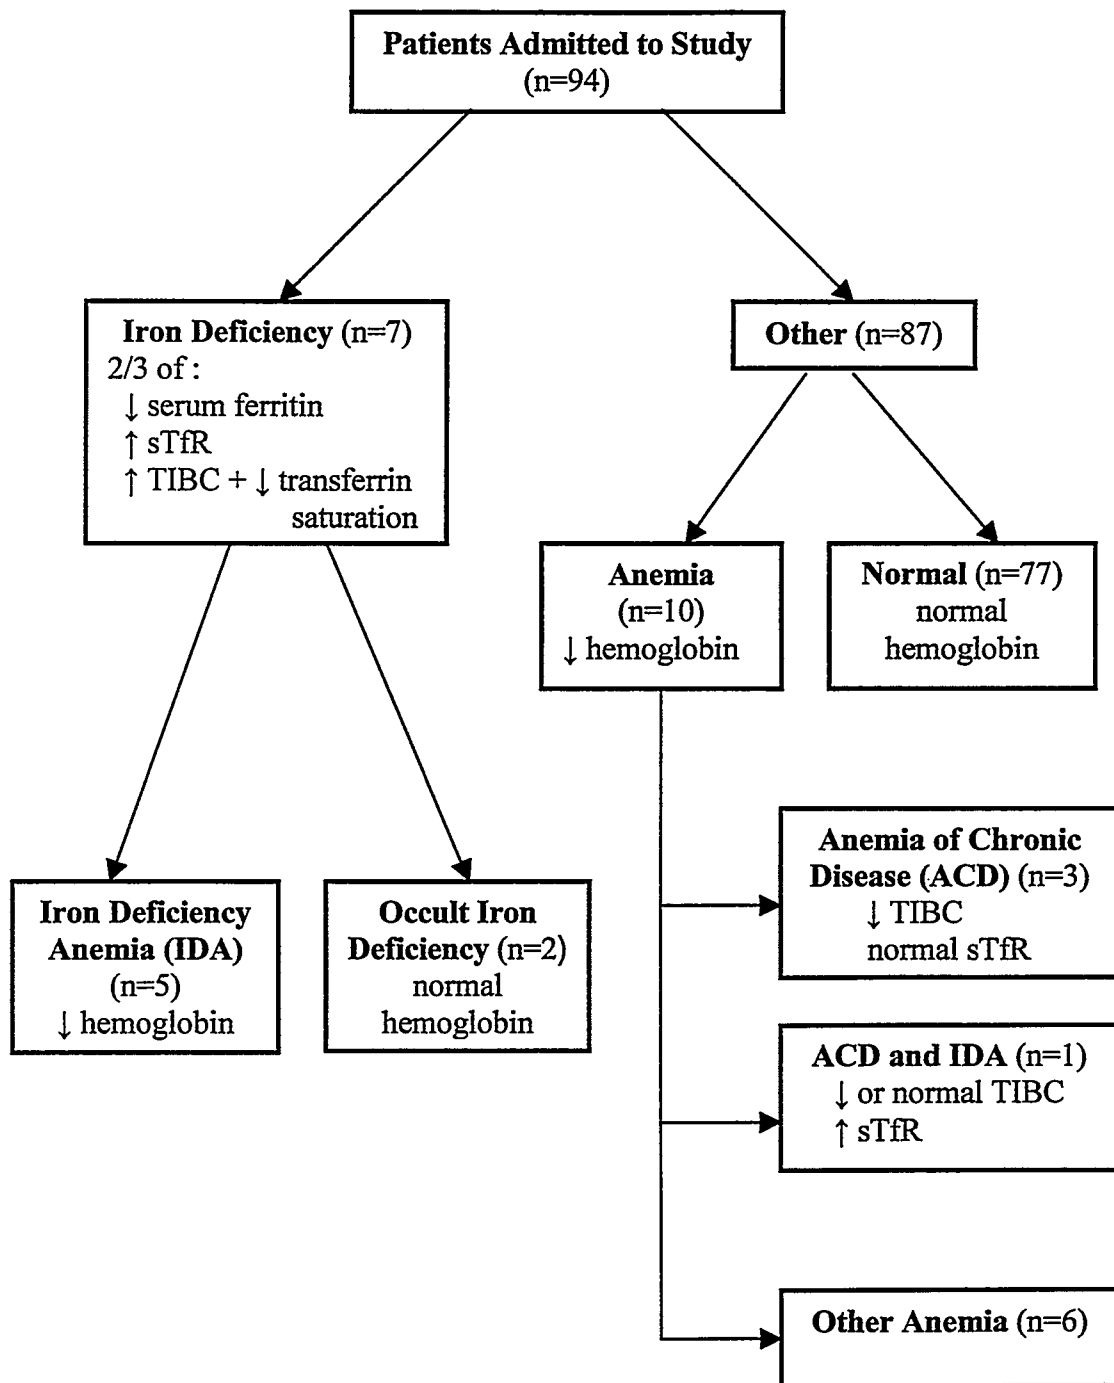 Patients Admitted to Study
(n=94)
Iron Deficiency (n=7)
2/3 of :
↓ serum ferritin
↑ sTfR
↑ TIBC + ↓ transferrin
saturation
Other (n=87)
Anemia
(n=10)
↓ hemoglobin
Normal (n=77)
normal
hemoglobin
Iron Deficiency
Anemia (IDA)
(n=5)
↓ hemoglobin
Occult Iron
Deficiency (n=2)
normal
hemoglobin
Anemia of Chronic
Disease (ACD) (n=3)
↓ TIBC
normal sTfR
ACD and IDA (n=1)
↓ or normal TIBC
↑ sTfR
Other Anemia (n=6)